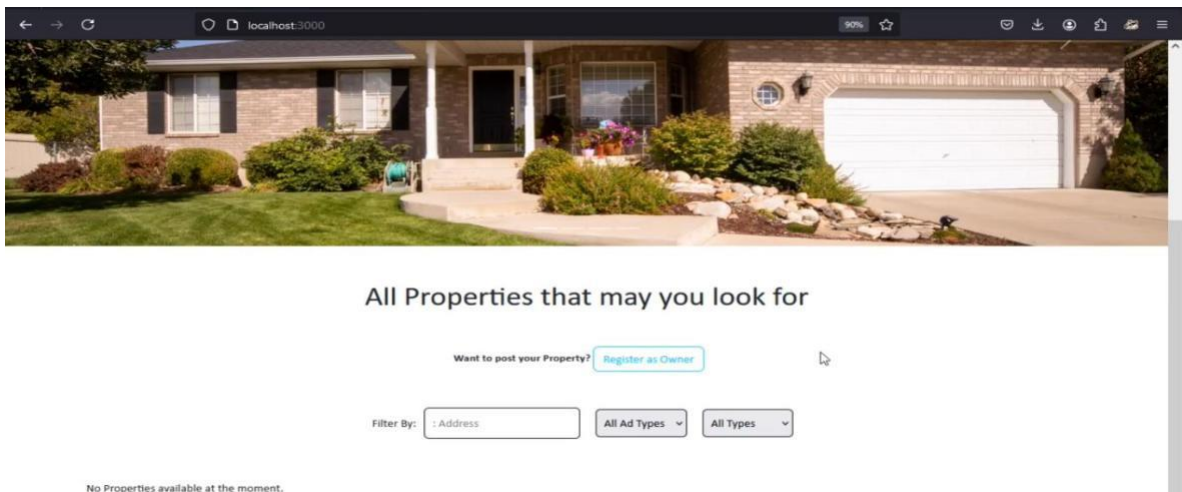 localhost:3000
90%
All Properties that may you look for
Want to post your Property? Register as Owner
Filter By: : Address All Ad Types All Types
No Properties available at the moment.